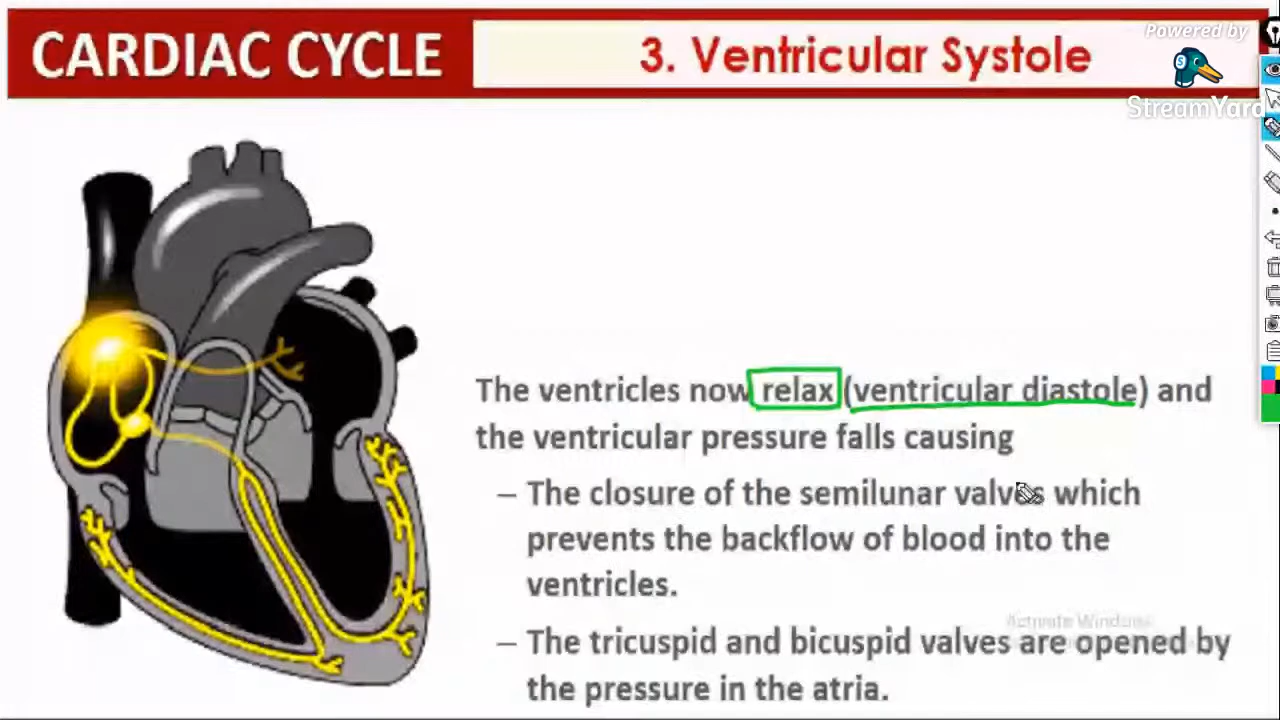 CARDIAC CYCLE
3. Ventricular Systole
Powered by
S
StreamYard
The ventricles now relax (ventricular diastole) and
the ventricular pressure falls causing
– The closure of the semilunar valves which
prevents the backflow of blood into the
ventricles.
Activate Windows
– The tricuspid and bicuspid valves are opened by
the pressure in the atria.